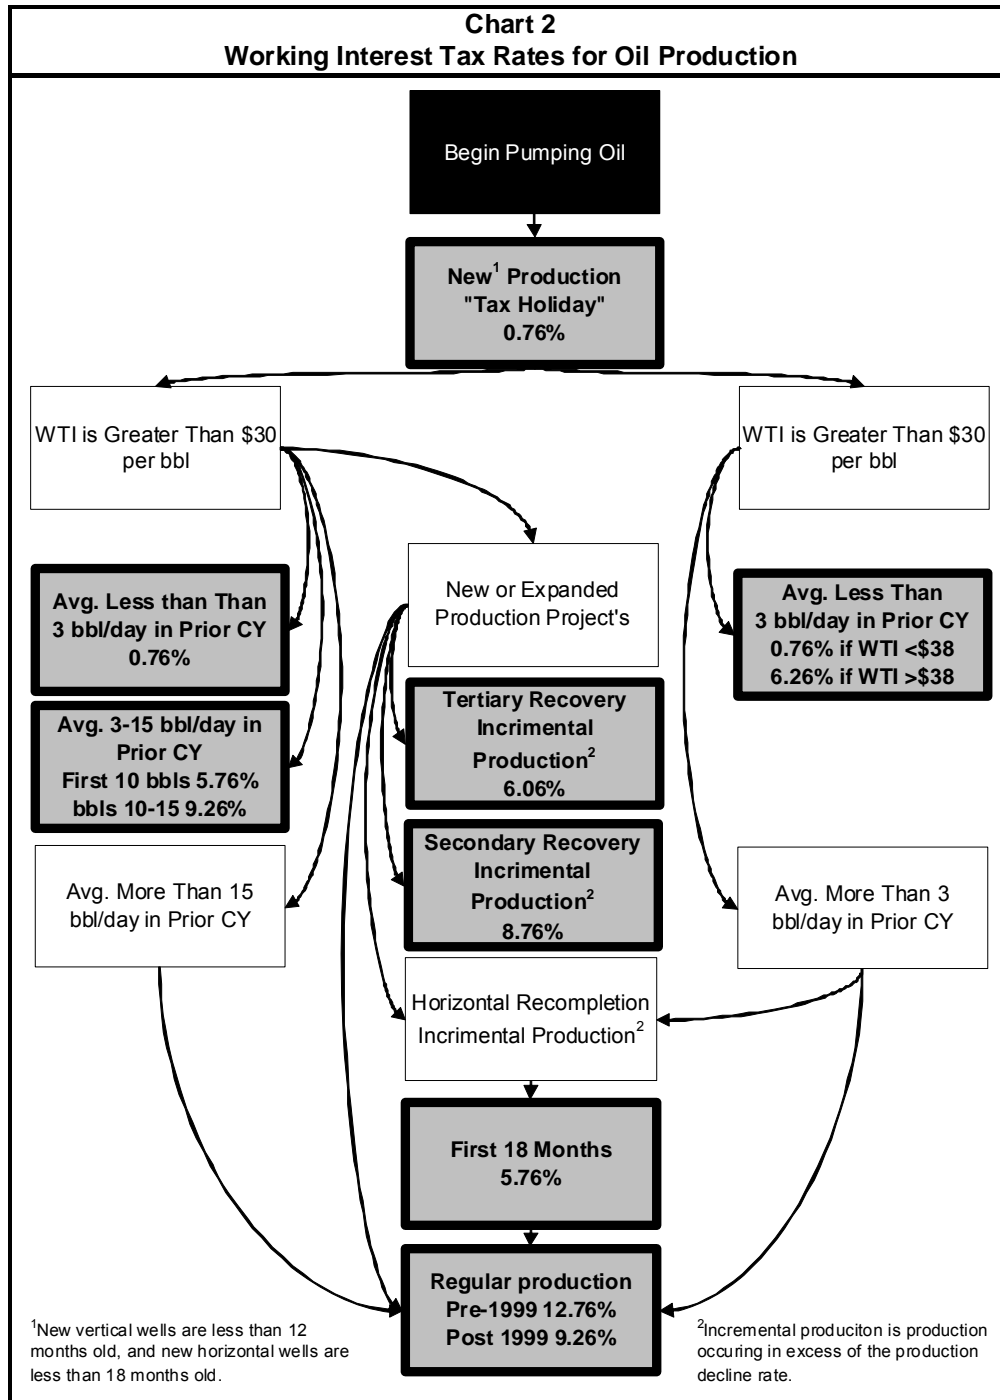 Chart 2
Working Interest Tax Rates for Oil Production
Begin Pumping Oil
New¹ Production
"Tax Holiday"
0.76%
WTI is Greater Than $30
per bbl
WTI is Greater Than $30
per bbl
Avg. Less than Than
3 bbl/day in Prior CY
0.76%
New or Expanded
Production Project's
Avg. Less Than
3 bbl/day in Prior CY
0.76% if WTI <$38
6.26% if WTI >$38
Avg. 3-15 bbl/day in
Prior CY
First 10 bbls 5.76%
bbls 10-15 9.26%
Tertiary Recovery
Incrimental
Production²
6.06%
Secondary Recovery
Incrimental
Production²
8.76%
Avg. More Than 15
bbl/day in Prior CY
Avg. More Than 3
bbl/day in Prior CY
Horizontal Recompletion
Incrimental Production²
First 18 Months
5.76%
Regular production
Pre-1999 12.76%
Post 1999 9.26%
¹New vertical wells are less than 12
months old, and new horizontal wells are
less than 18 months old.
²Incremental produciton is production
occuring in excess of the production
decline rate.